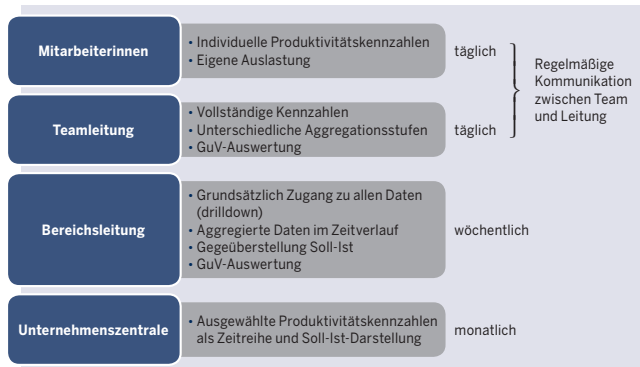 Mitarbeiterinnen
• Individuelle Produktivitätskennzahlen
• Eigene Auslastung
täglich
Regelmäßige
Kommunikation
zwischen Team
und Leitung
Teamleitung
• Vollständige Kennzahlen
• Unterschiedliche Aggregationsstufen
• GuV-Auswertung
täglich
Bereichsleitung
• Grundsätzlich Zugang zu allen Daten
(drilldown)
• Aggregierte Daten im Zeitverlauf
• Gegeüberstellung Soll-Ist
• GuV-Auswertung
wöchentlich
Unternehmenszentrale
• Ausgewählte Produktivitätskennzahlen
als Zeitreihe und Soll-Ist-Darstellung
monatlich